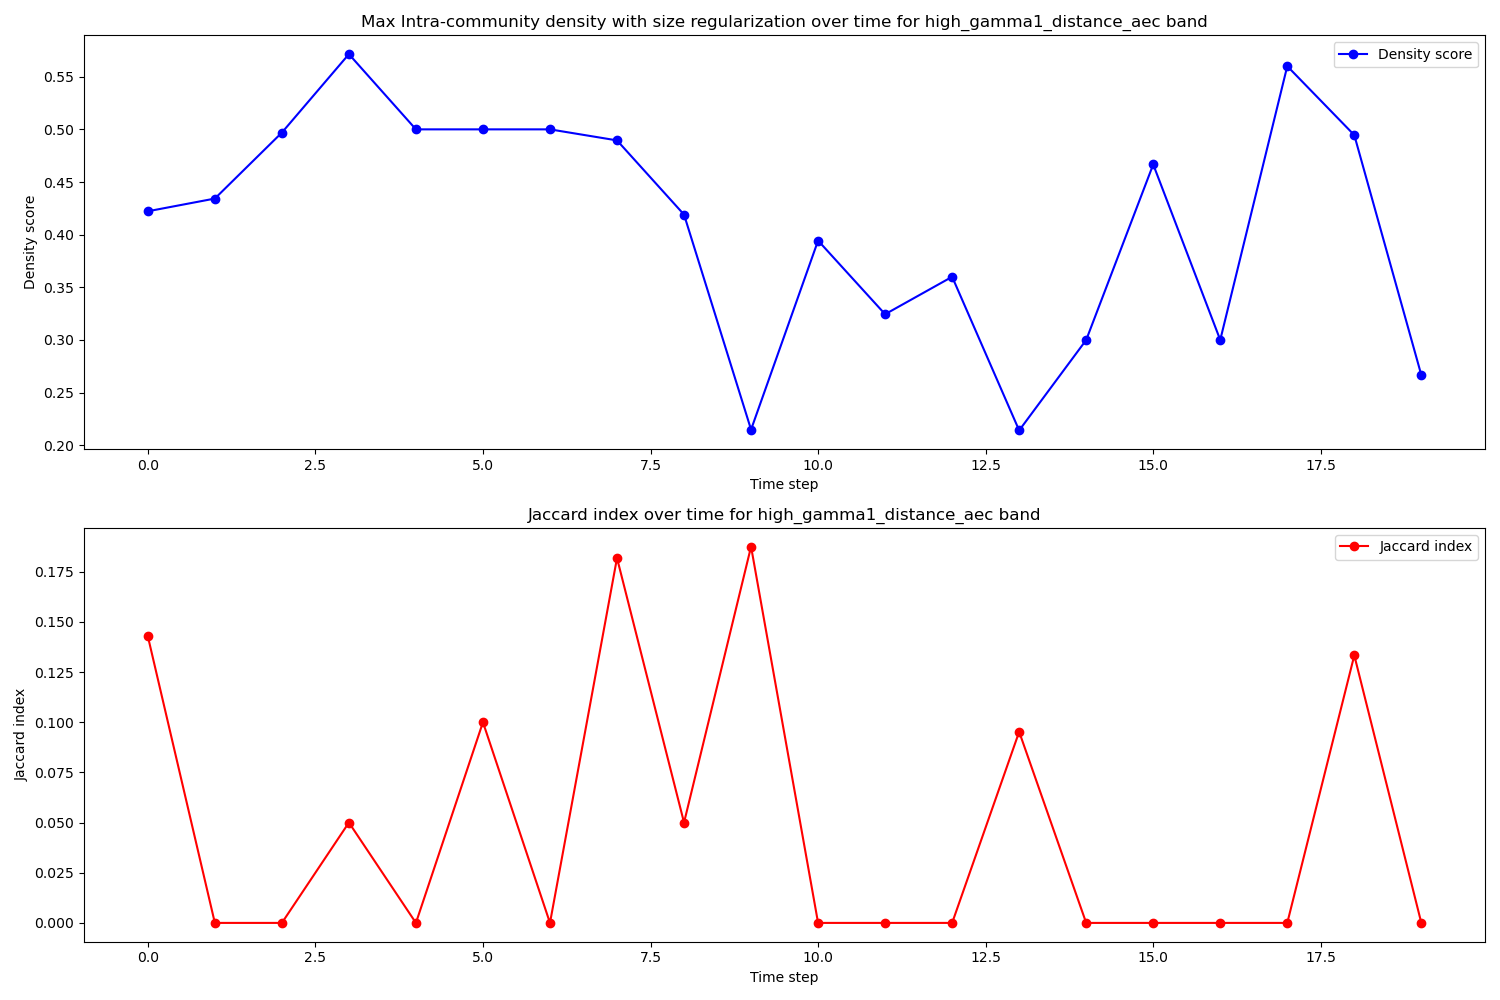 Max Intra-community density with size regularization over time for high_gamma1_distance_aec band
Density score
0.55
0.50
0.45
0.40
0.35
0.30
0.25
0.20
Density score
0.0 2.5 5.0 7.5 10.0 12.5 15.0 17.5
Time step
Jaccard index over time for high_gamma1_distance_aec band
Jaccard index
0.175
0.150
0.125
0.100
0.075
0.050
0.025
0.000
Jaccard index
0.0 2.5 5.0 7.5 10.0 12.5 15.0 17.5
Time step